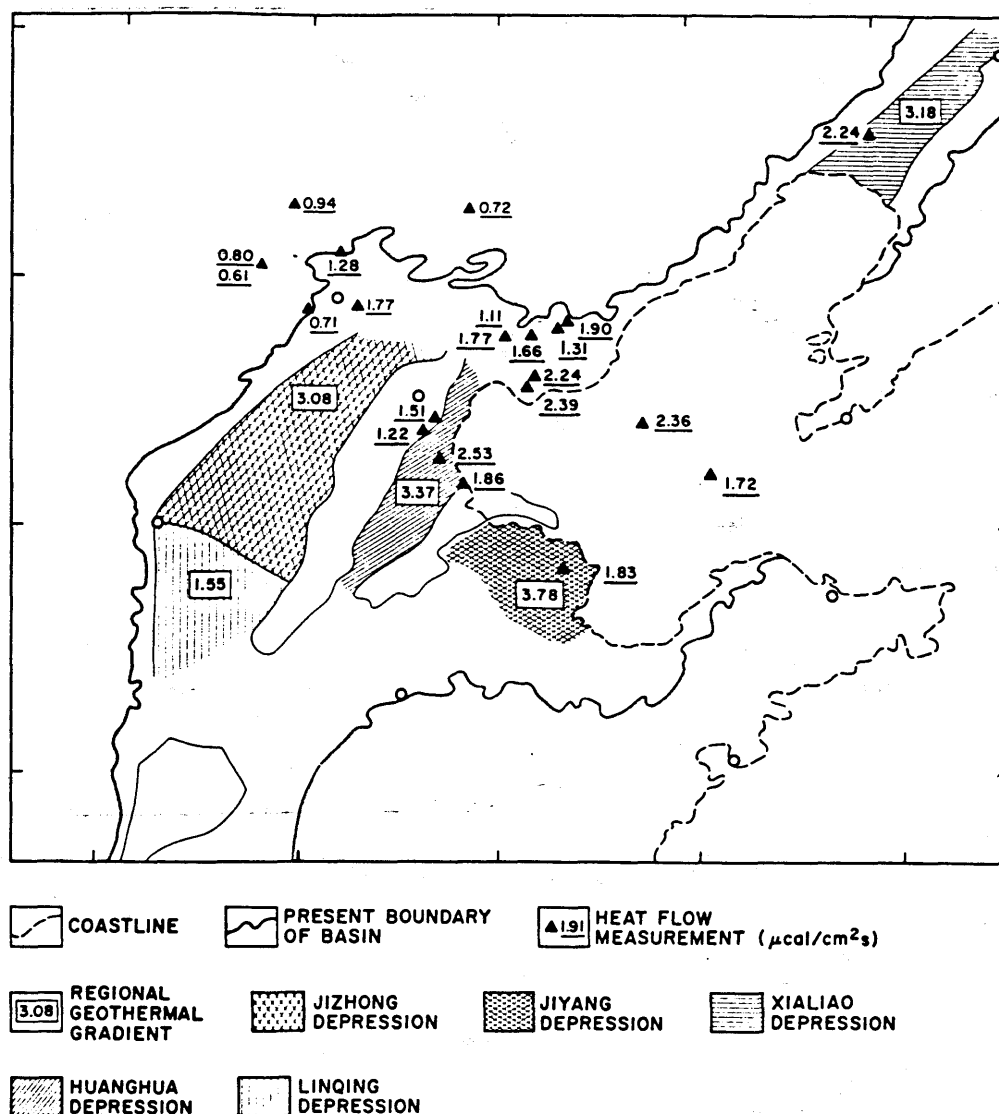 3.18
2.24
0.94
0.72
0.80
0.61
1.28
0.71
1.77
1.11
1.77
1.66
1.90
1.31
2.24
2.39
3.08
1.51
1.22
2.36
2.53
3.37
1.86
1.72
1.55
3.78
1.83
COASTLINE
PRESENT BOUNDARY
OF BASIN
1.91
HEAT FLOW
MEASUREMENT (μcal/cm²s)
3.08
REGIONAL
GEOTHERMAL
GRADIENT
JIZHONG
DEPRESSION
JIYANG
DEPRESSION
XIALIAO
DEPRESSION
HUANGHUA
DEPRESSION
LINQING
DEPRESSION